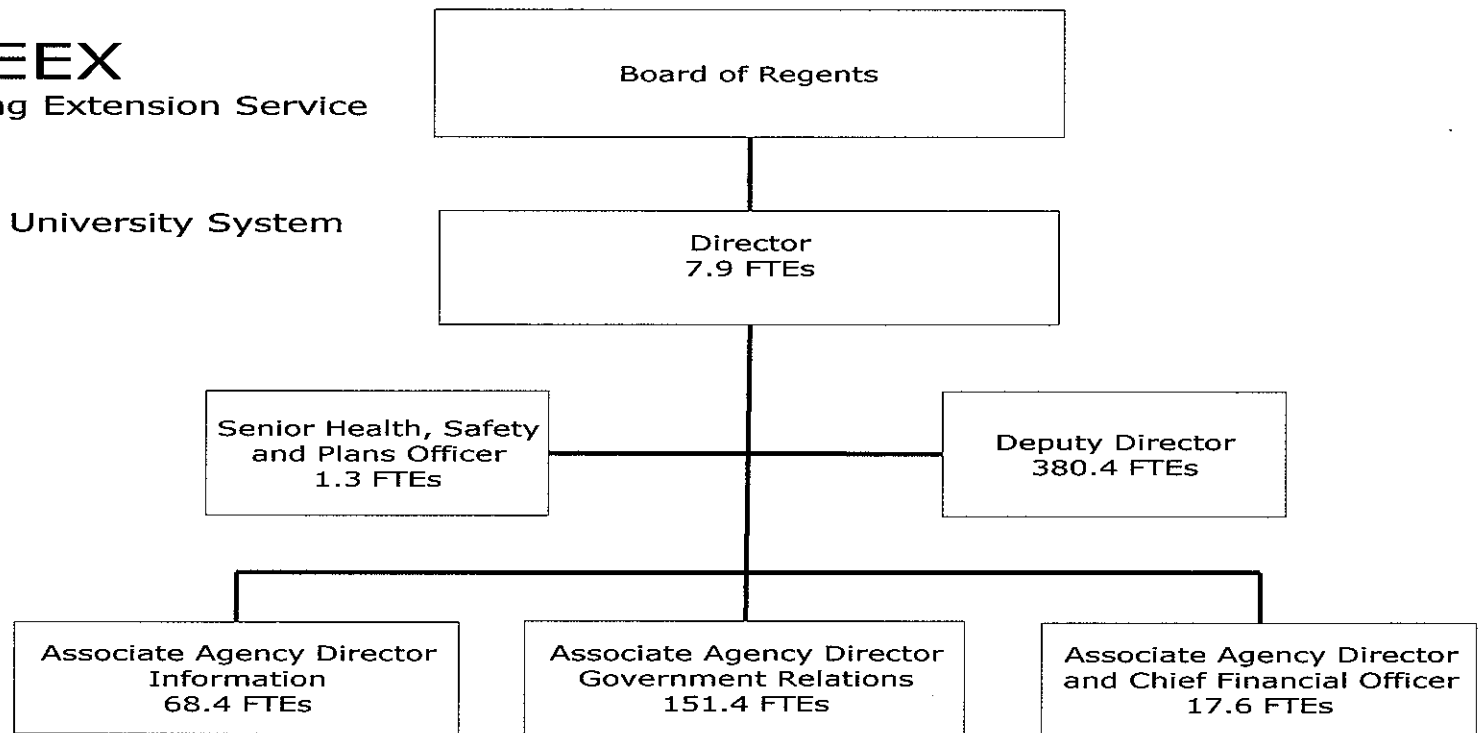 EEX
ng Extension Service
University System
Board of Regents
Director
7.9 FTEs
Senior Health, Safety
and Plans Officer
1.3 FTEs
Deputy Director
380.4 FTEs
Associate Agency Director
Information
68.4 FTEs
Associate Agency Director
Government Relations
151.4 FTEs
Associate Agency Director
and Chief Financial Officer
17.6 FTEs